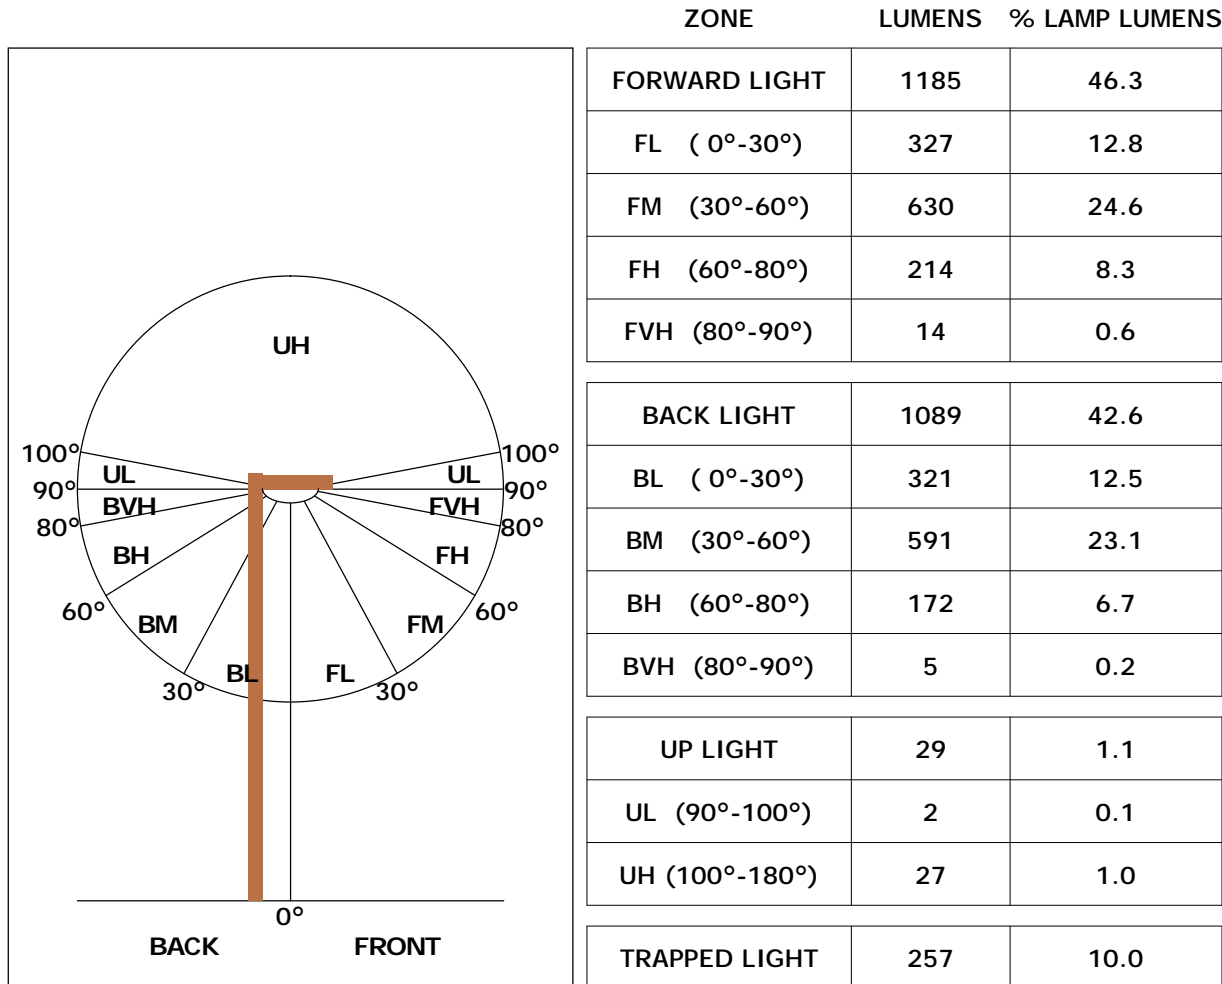 ZONE LUMENS % LAMP LUMENS
FORWARD LIGHT 1185 46.3
FL ( 0°-30°) 327 12.8
FM (30°-60°) 630 24.6
FH (60°-80°) 214 8.3
FVH (80°-90°) 14 0.6
BACK LIGHT 1089 42.6
BL ( 0°-30°) 321 12.5
BM (30°-60°) 591 23.1
BH (60°-80°) 172 6.7
BVH (80°-90°) 5 0.2
UP LIGHT 29 1.1
UL (90°-100°) 2 0.1
UH (100°-180°) 27 1.0
TRAPPED LIGHT 257 10.0
UH
100° 100°
UL UL
90° 90°
BVH FVH
80° 80°
BH FH
60° 60°
BM FM
BL FL
30° 30°
0°
BACK FRONT